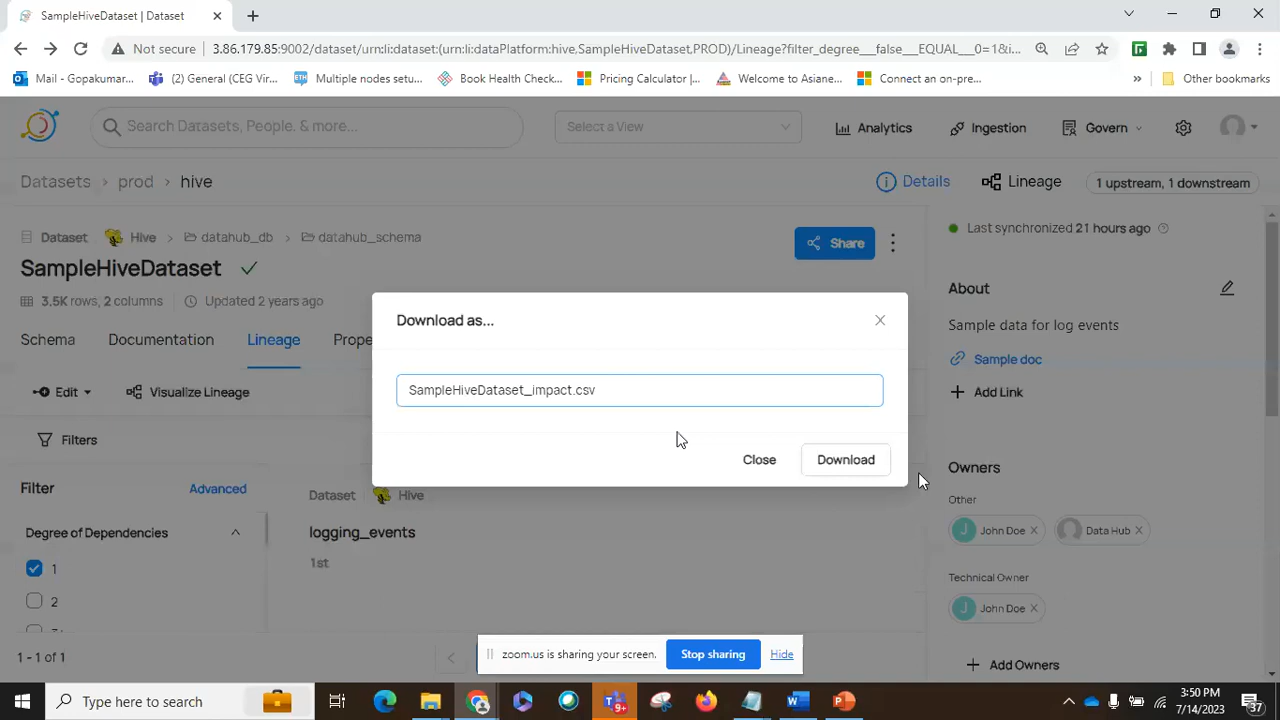 SampleHiveDataset | Dataset
Not secure
3.86.179.85:9002/dataset/urn:li:dataset:(urn:li:dataPlatform:hive,SampleHiveDataset,PROD)/Lineage?filter_degree___false___EQUAL___0=1&i...
Mail - Gopakumar...
(2) General (CEG Vir...
ETH
Multiple nodes setu...
Book Health Check...
Pricing Calculator |...
Welcome to Asiane...
Connect an on-pre...
»
Other bookmarks
Search Datasets, People, & more...
Select a View
Analytics
Ingestion
Govern
Datasets > prod > hive
Details
Lineage
1 upstream, 1 downstream
Dataset
Hive > datahub_db > datahub_schema
SampleHiveDataset
Share
3.5K rows, 2 columns
Updated 2 years ago
Last synchronized 21 hours ago
About
Sample data for log events
Sample doc
Add Link
Schema
Documentation
Lineage
Prope
Edit
Visualize Lineage
Filters
Download as...
SampleHiveDataset_impact.csv
Close
Download
Filter
Advanced
Degree of Dependencies
1
2
Dataset
Hive
logging_events
1st
Owners
Other
J
John Doe
Data Hub
Technical Owner
J
John Doe
Add Owners
1 - 1 of 1
zoom.us is sharing your screen.
Stop sharing
Hide
Type here to search
9+
3:50 PM
7/14/2023
37